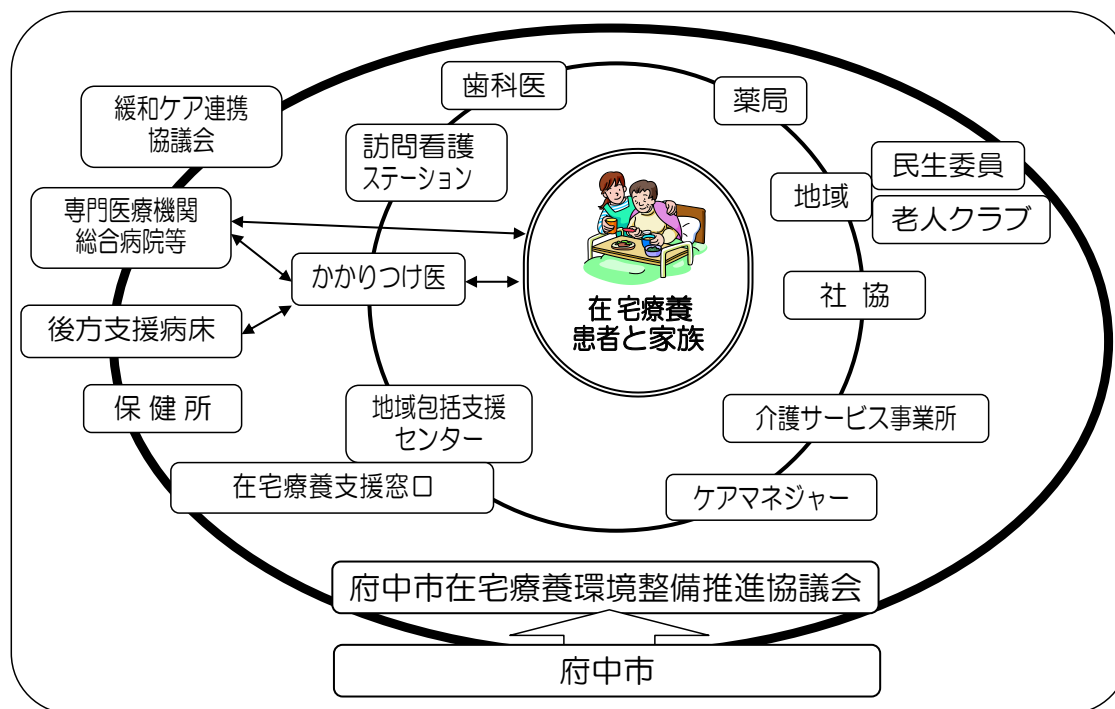 歯科医
薬局
緩和ケア連携
協議会
訪問看護
ステーション
民生委員
地域
老人クラブ
専門医療機関
総合病院等
かかりつけ医
社協
在宅療養
患者と家族
後方支援病床
保健所
地域包括支援
センター
介護サービス事業所
在宅療養支援窓口
ケアマネジャー
府中市在宅療養環境整備推進協議会
府中市